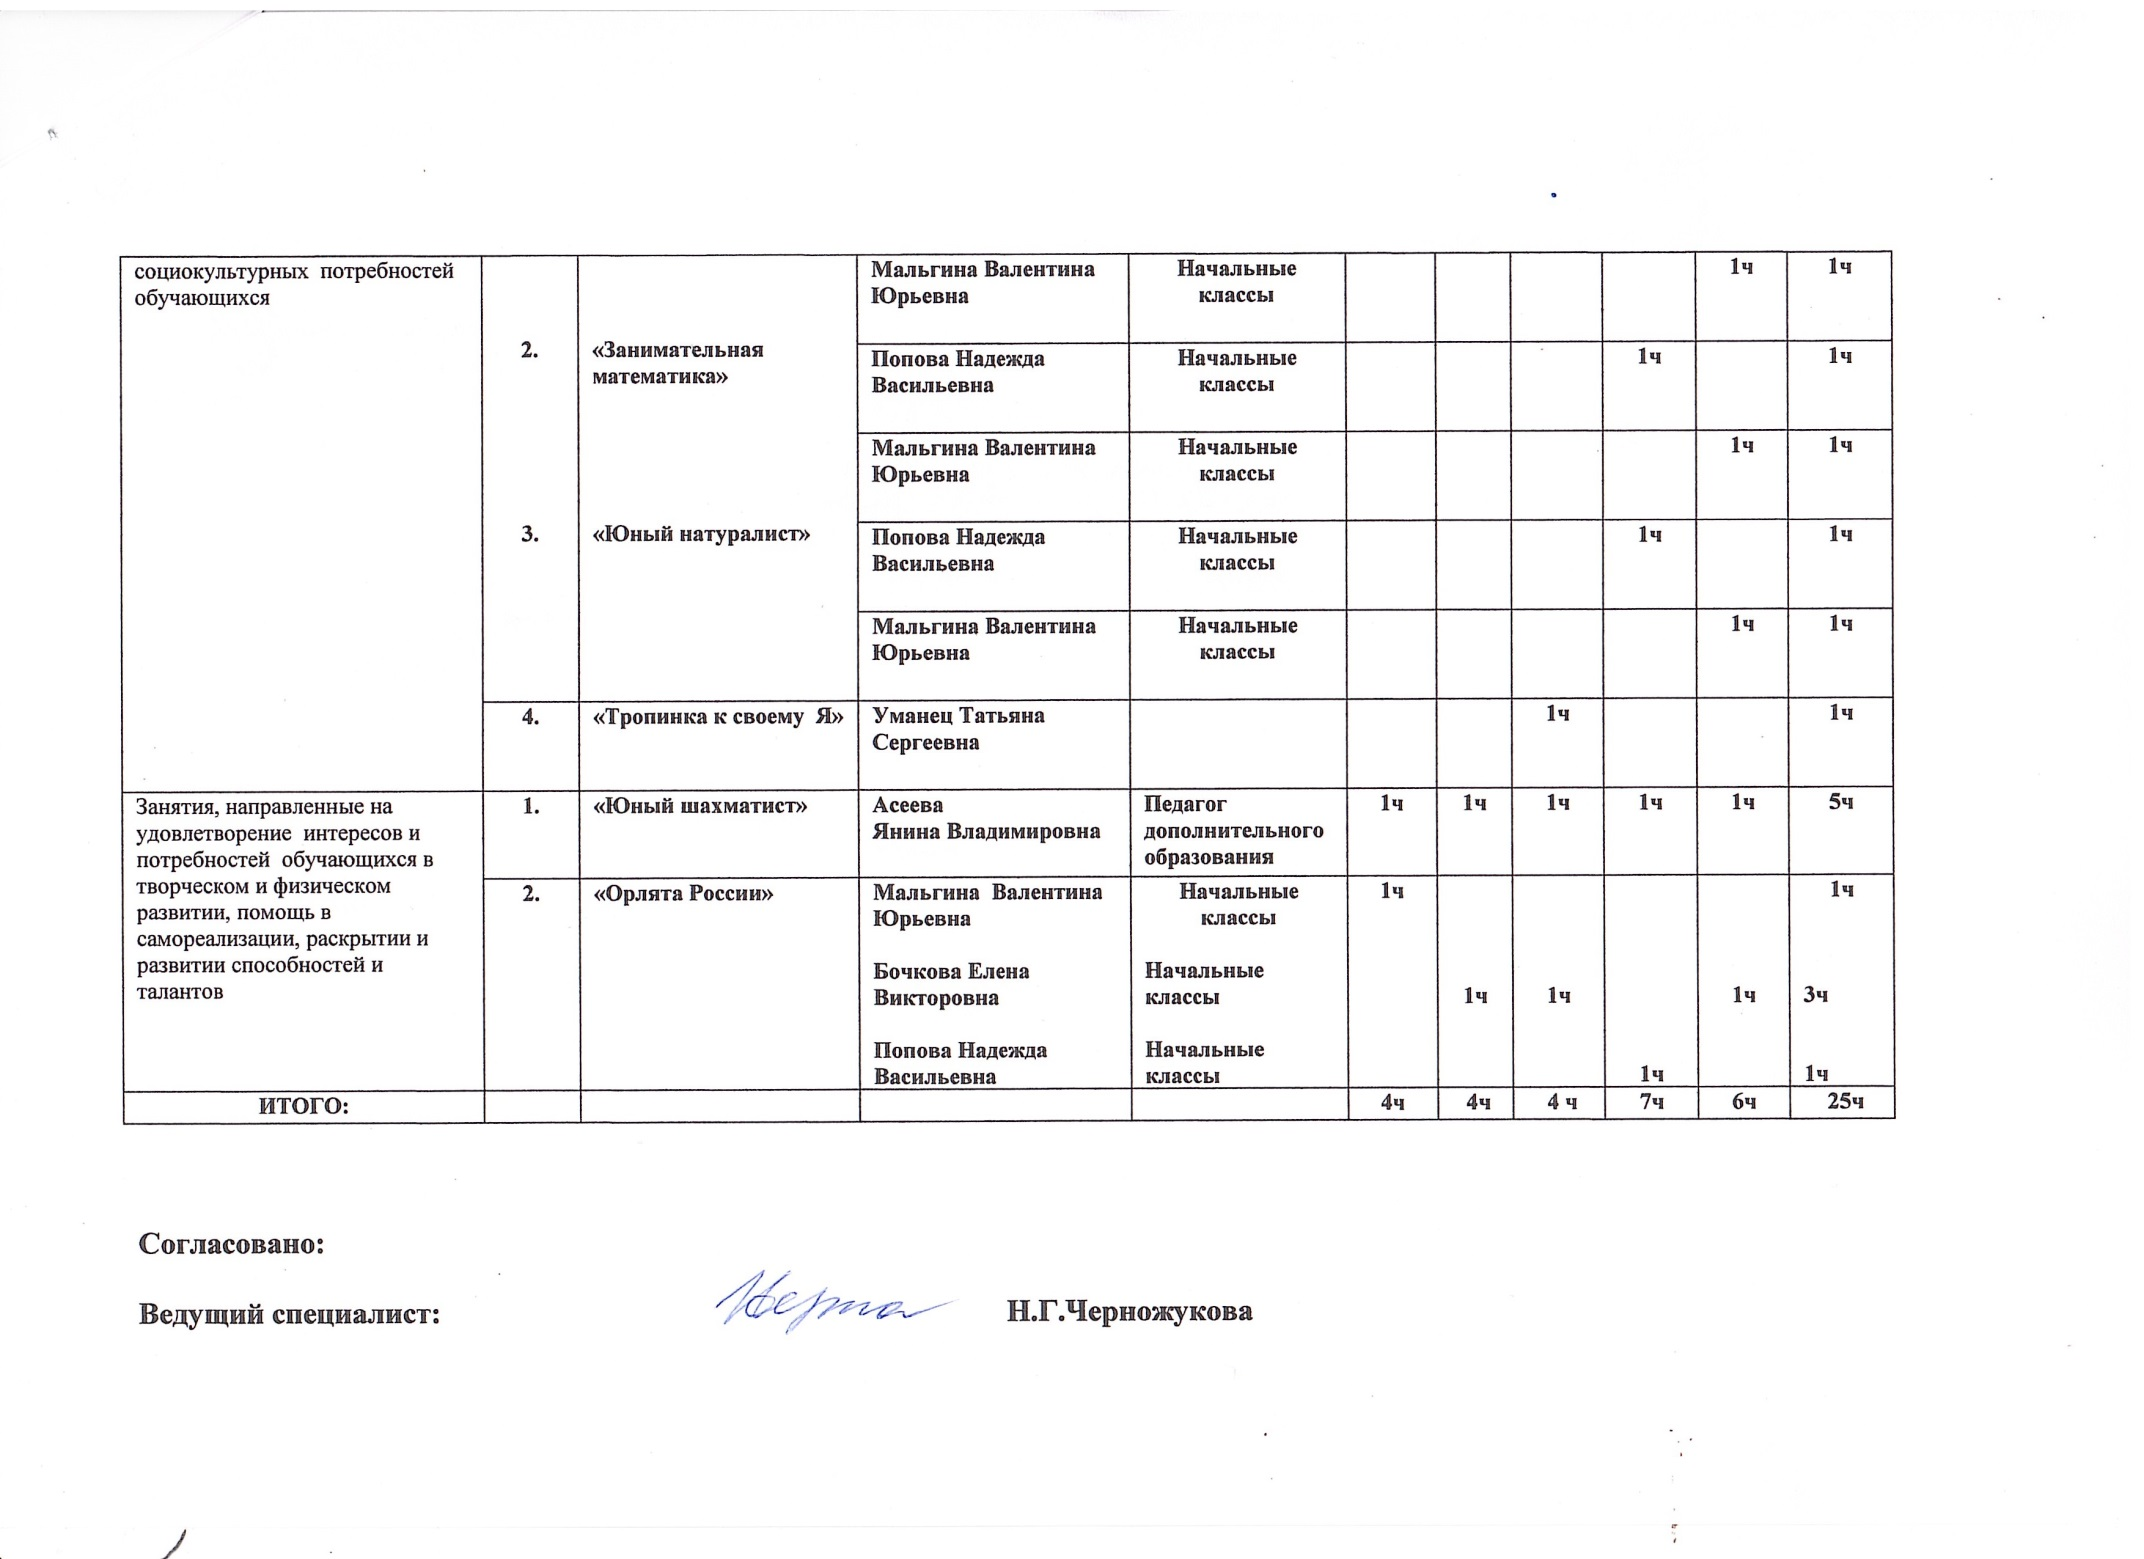 социокультурных потребностей
обучающихся
Мальгина Валентина
Юрьевна
Начальные
классы
1ч
1ч
2.
«Занимательная
математика»
Попова Надежда
Васильевна
Начальные
классы
1ч
1ч
Мальгина Валентина
Юрьевна
Начальные
классы
1ч
1ч
3.
«Юный натуралист»
Попова Надежда
Васильевна
Начальные
классы
1ч
1ч
Мальгина Валентина
Юрьевна
Начальные
классы
1ч
1ч
4.
«Тропинка к своему Я»
Уманец Татьяна
Сергеевна
1ч
1ч
Занятия, направленные на
удовлетворение интересов и
потребностей обучающихся в
творческом и физическом
развитии, помощь в
самореализации, раскрытии и
развитии способностей и
талантов
1.
«Юный шахматист»
Асеева
Янина Владимировна
Педагог
дополнительного
образования
1ч
1ч
1ч
1ч
1ч
5ч
2.
«Орлята России»
Мальгина Валентина
Юрьевна
Начальные
классы
1ч
1ч
Бочкова Елена
Викторовна
Начальные
классы
1ч
1ч
1ч
3ч
Попова Надежда
Васильевна
Начальные
классы
1ч
1ч
ИТОГО:
4ч
4ч
4 ч
7ч
6ч
25ч
Согласовано:
Ведущий специалист:
Н.Г.Черножукова